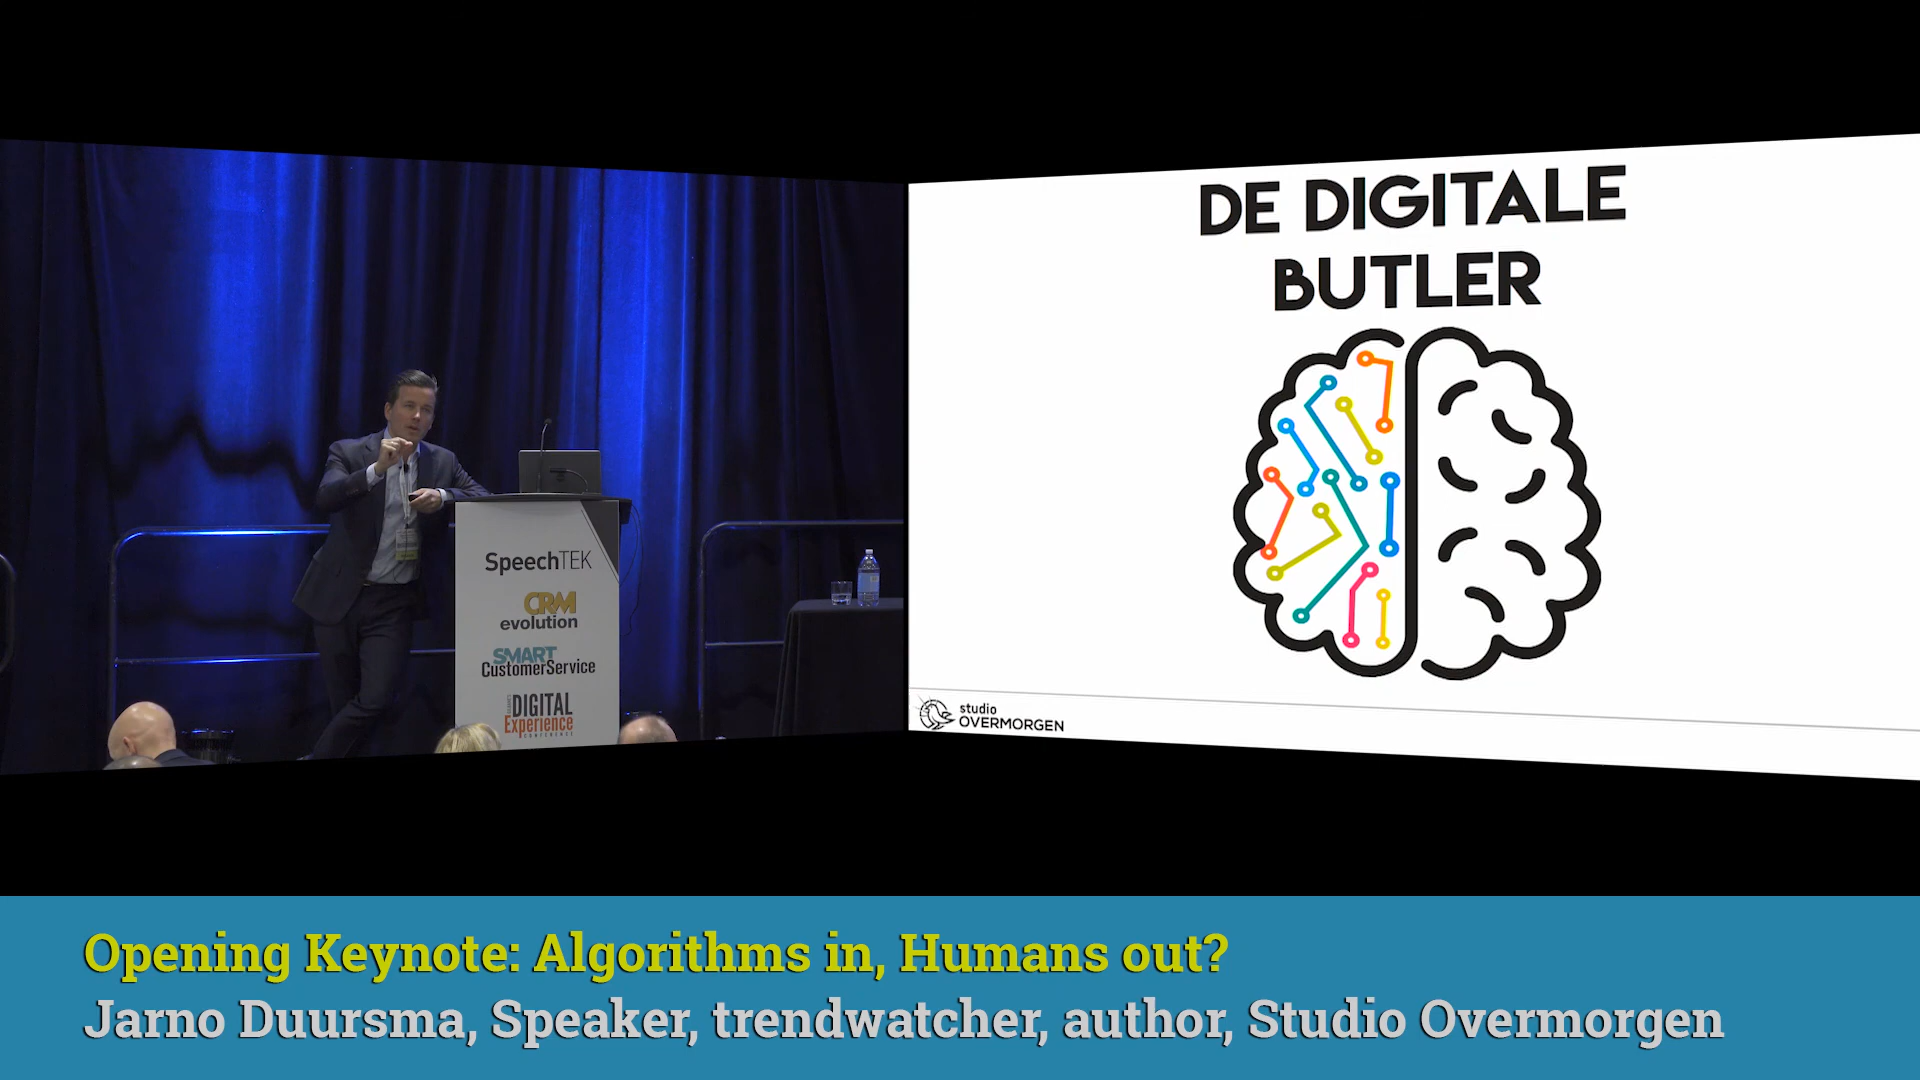 DE DIGITALE
BUTLER
SpeechTEK
CRM
evolution
SMART
CustomerService
DIGITAL
Experience
CONFERENCE
studio
OVERMORGEN
Opening Keynote: Algorithms in, Humans out?
Jarno Duursma, Speaker, trendwatcher, author, Studio Overmorgen